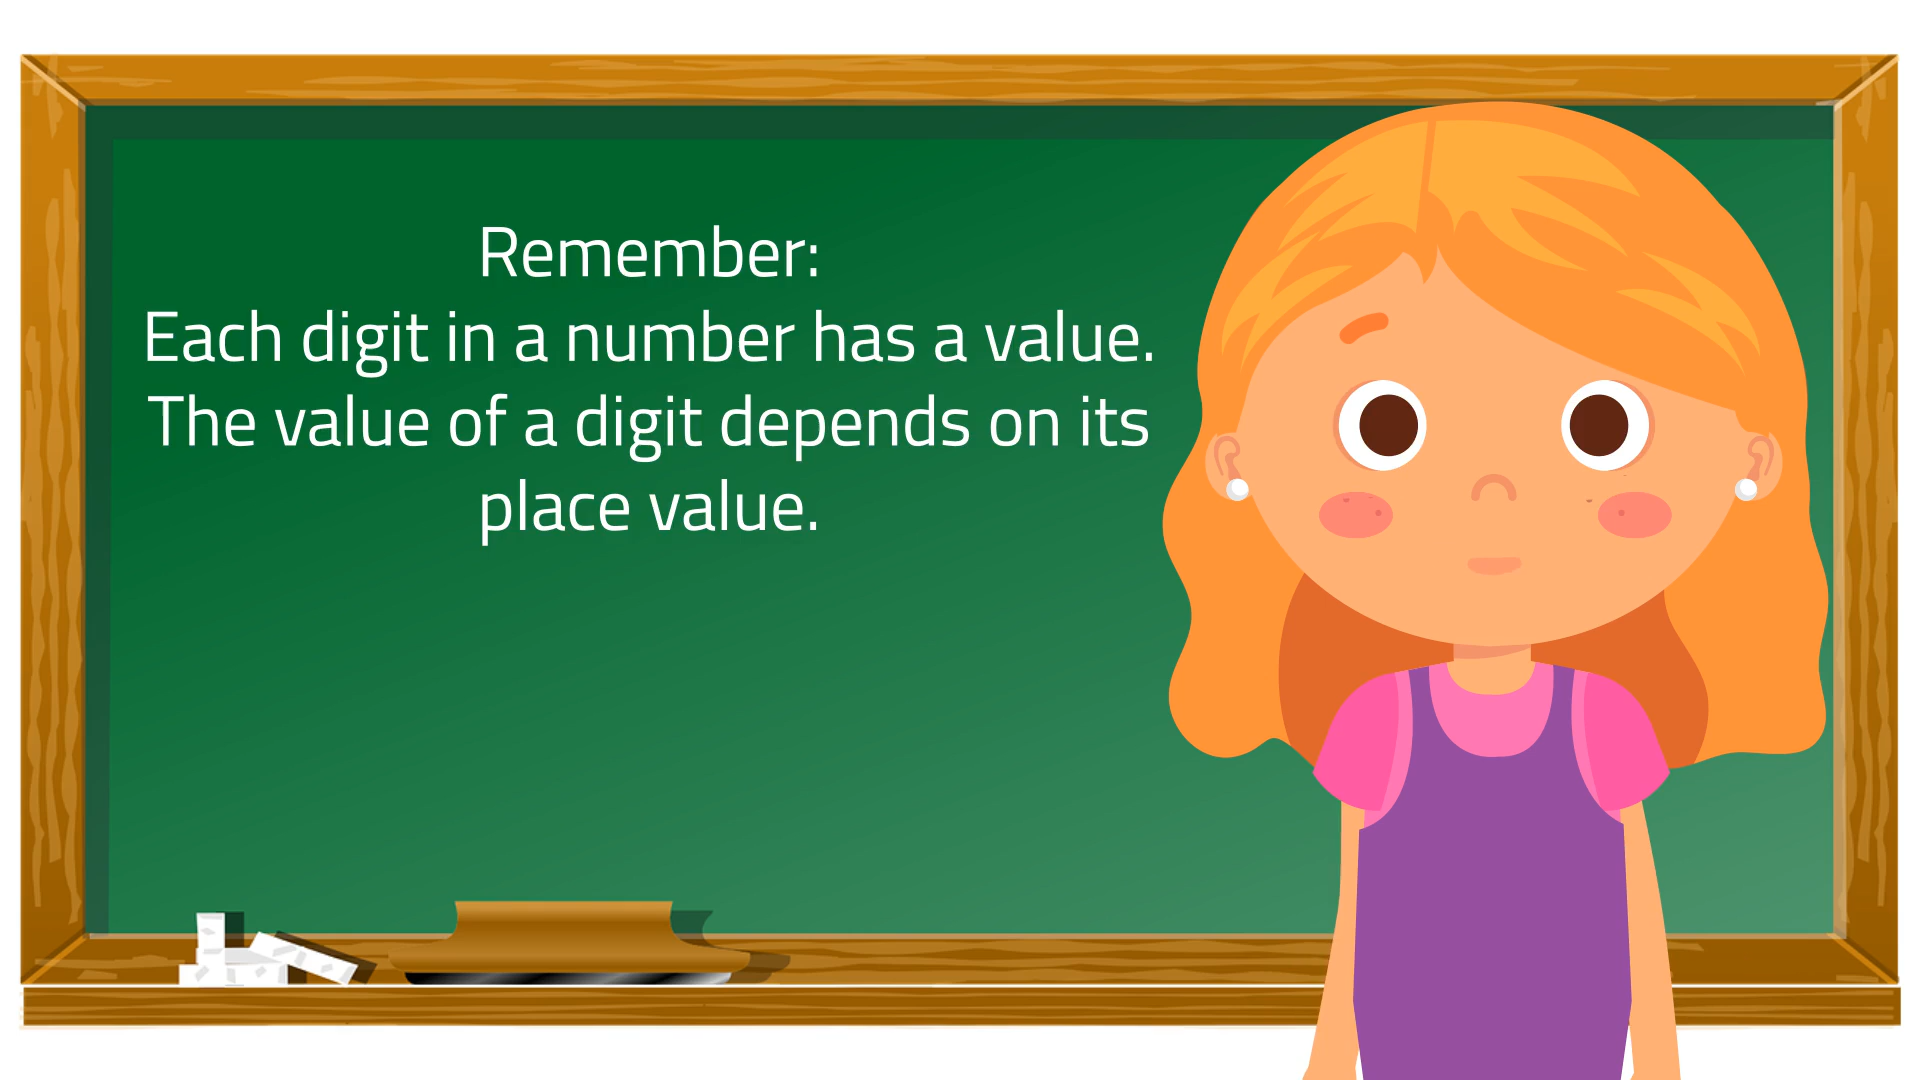 Remember:
Each digit in a number has a value.
The value of a digit depends on its
place value.